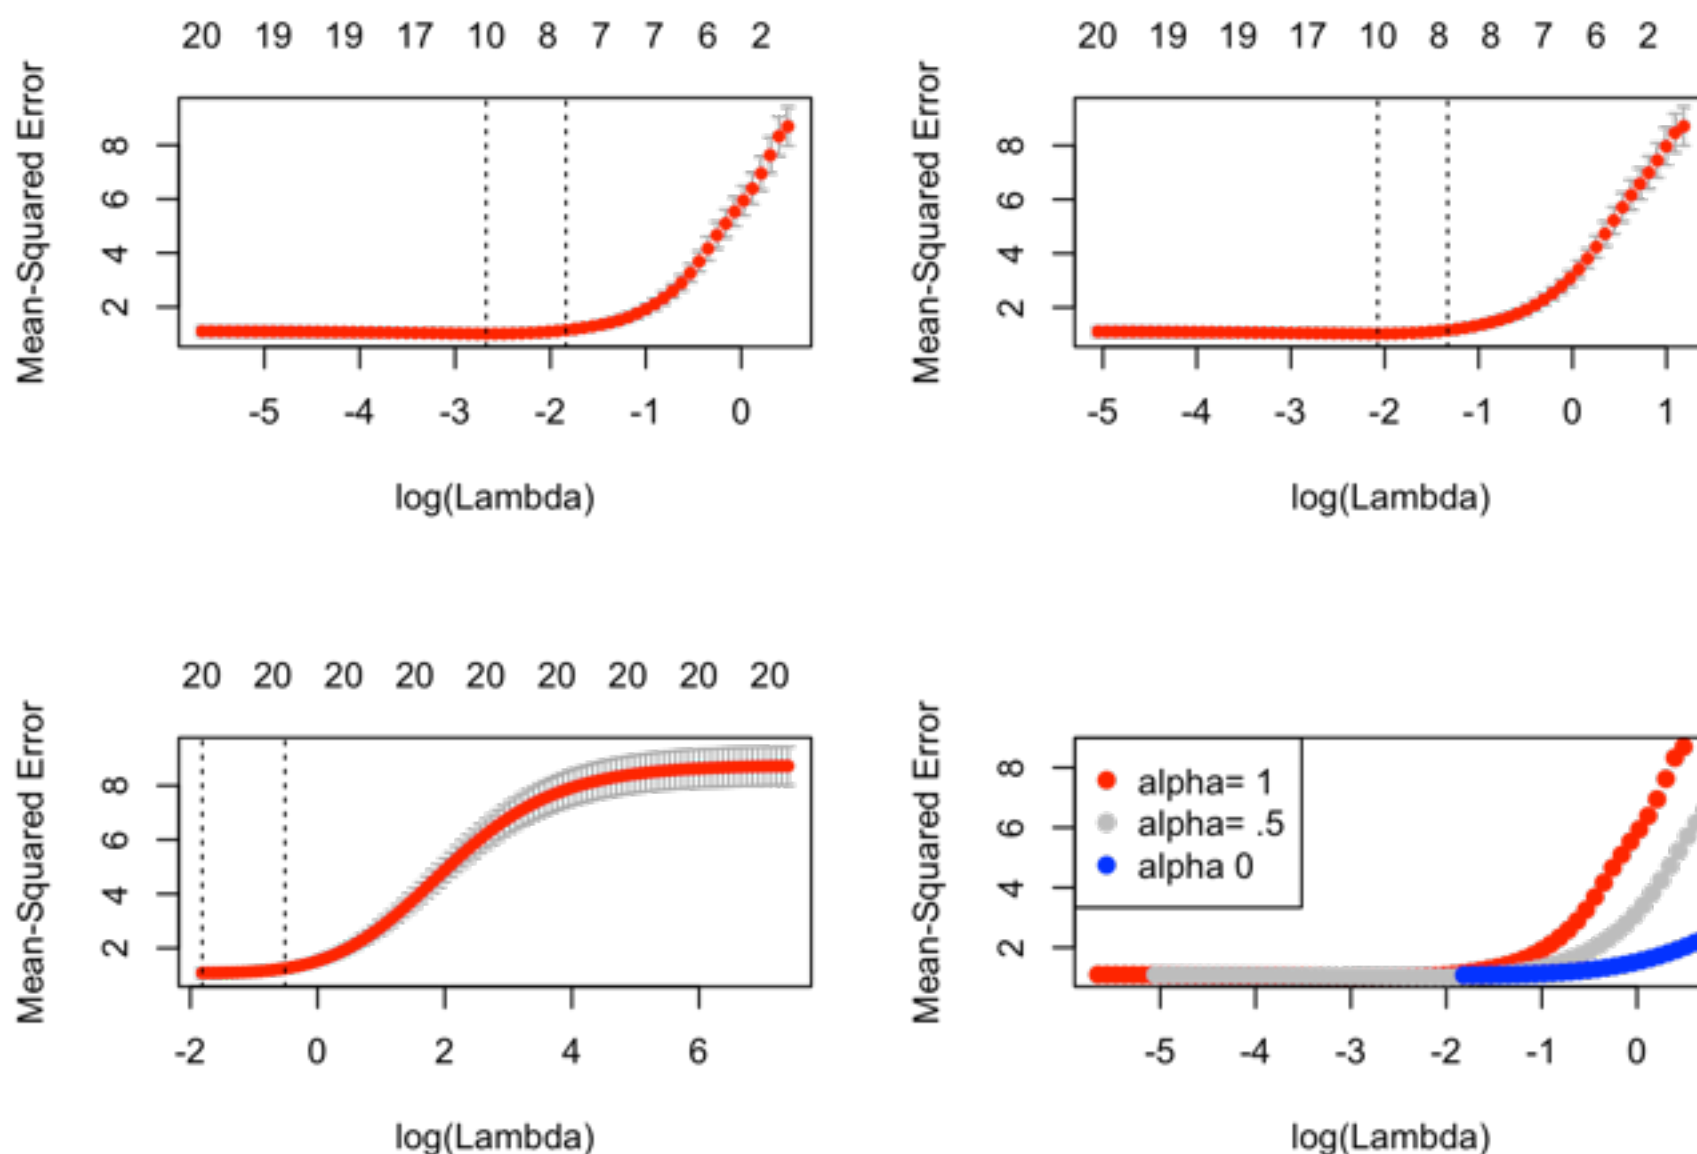 20 19 19 17 10 8 7 7 6 2
Mean-Squared Error
8
6
4
2
-5 -4 -3 -2 -1 0
log(Lambda)
20 19 19 17 10 8 8 7 6 2
Mean-Squared Error
8
6
4
2
-5 -4 -3 -2 -1 0 1
log(Lambda)
20 20 20 20 20 20 20 20 20
Mean-Squared Error
8
6
4
2
-2 0 2 4 6
log(Lambda)
Mean-Squared Error
8
6
4
2
alpha= 1
alpha= .5
alpha 0
-5 -4 -3 -2 -1 0
log(Lambda)